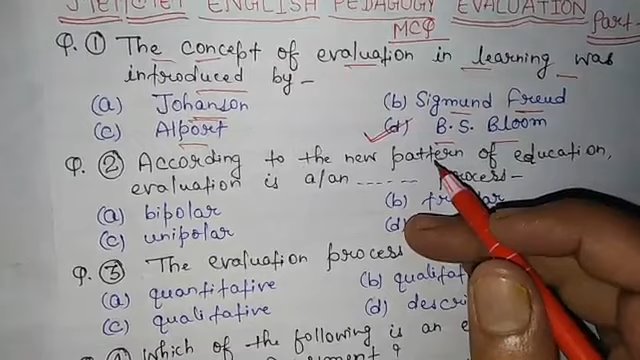 ENGLISH PEDAGOGY EVALUATION
MCQ
Part-
Q. ① The concept of evaluation in learning was
introduced by -
(a) Johanson
(b) Sigmund Freud
(c) Alport
(d) B.S. Bloom
Q. ② According to the new pattern of education,
evaluation is a/an ------ process-
(a) bipolar
(b)
(c) unipolar
(d)
Q. ③ The evaluation process
(a) quantitative
(b)
(c) qualitative
(d)
Q. ④ Which of the following is an